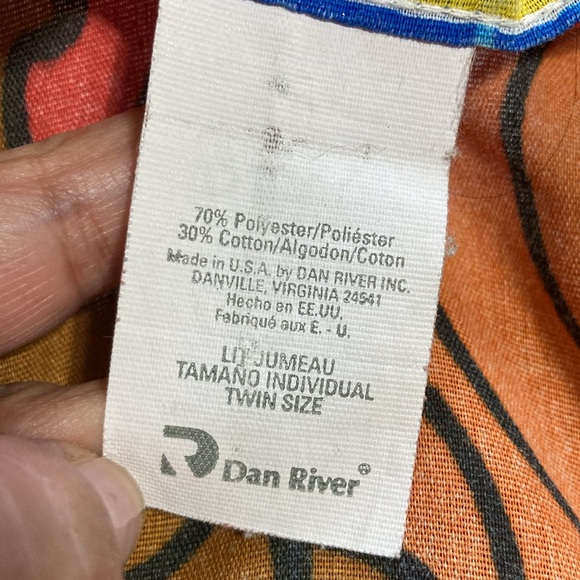 70% Polyester/Poliéster
30% Cotton/Algodon/Coton
Made in U.S.A. by DAN RIVER INC.
DANVILLE, VIRGINIA 24541
Hecho en EE.UU.
Fabriqué aux E. - U.
LIT JUMEAU
TAMAÑO INDIVIDUAL
TWIN SIZE
Dan River®